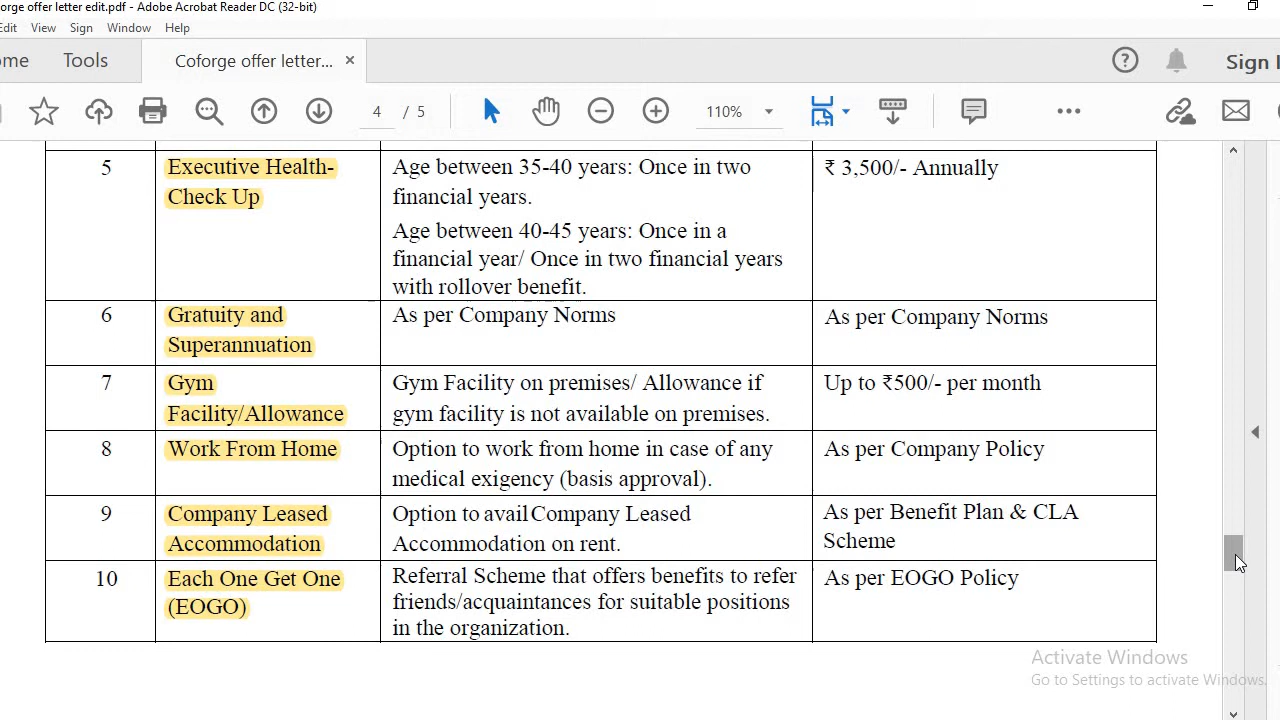 orge offer letter edit.pdf - Adobe Acrobat Reader DC (32-bit)
Edit View Sign Window Help
ome Tools Coforge offer letter... × Sign I
4 / 5 110%
5 Executive Health- Age between 35-40 years: Once in two ₹ 3,500/- Annually
Check Up financial years.
Age between 40-45 years: Once in a
financial year/ Once in two financial years
with rollover benefit.
6 Gratuity and As per Company Norms As per Company Norms
Superannuation
7 Gym Gym Facility on premises/ Allowance if Up to ₹500/- per month
Facility/Allowance gym facility is not available on premises.
8 Work From Home Option to work from home in case of any As per Company Policy
medical exigency (basis approval).
9 Company Leased Option to avail Company Leased As per Benefit Plan & CLA
Accommodation Accommodation on rent. Scheme
10 Each One Get One Referral Scheme that offers benefits to refer As per EOGO Policy
(EOGO) friends/acquaintances for suitable positions
in the organization.
Activate Windows
Go to Settings to activate Windows.